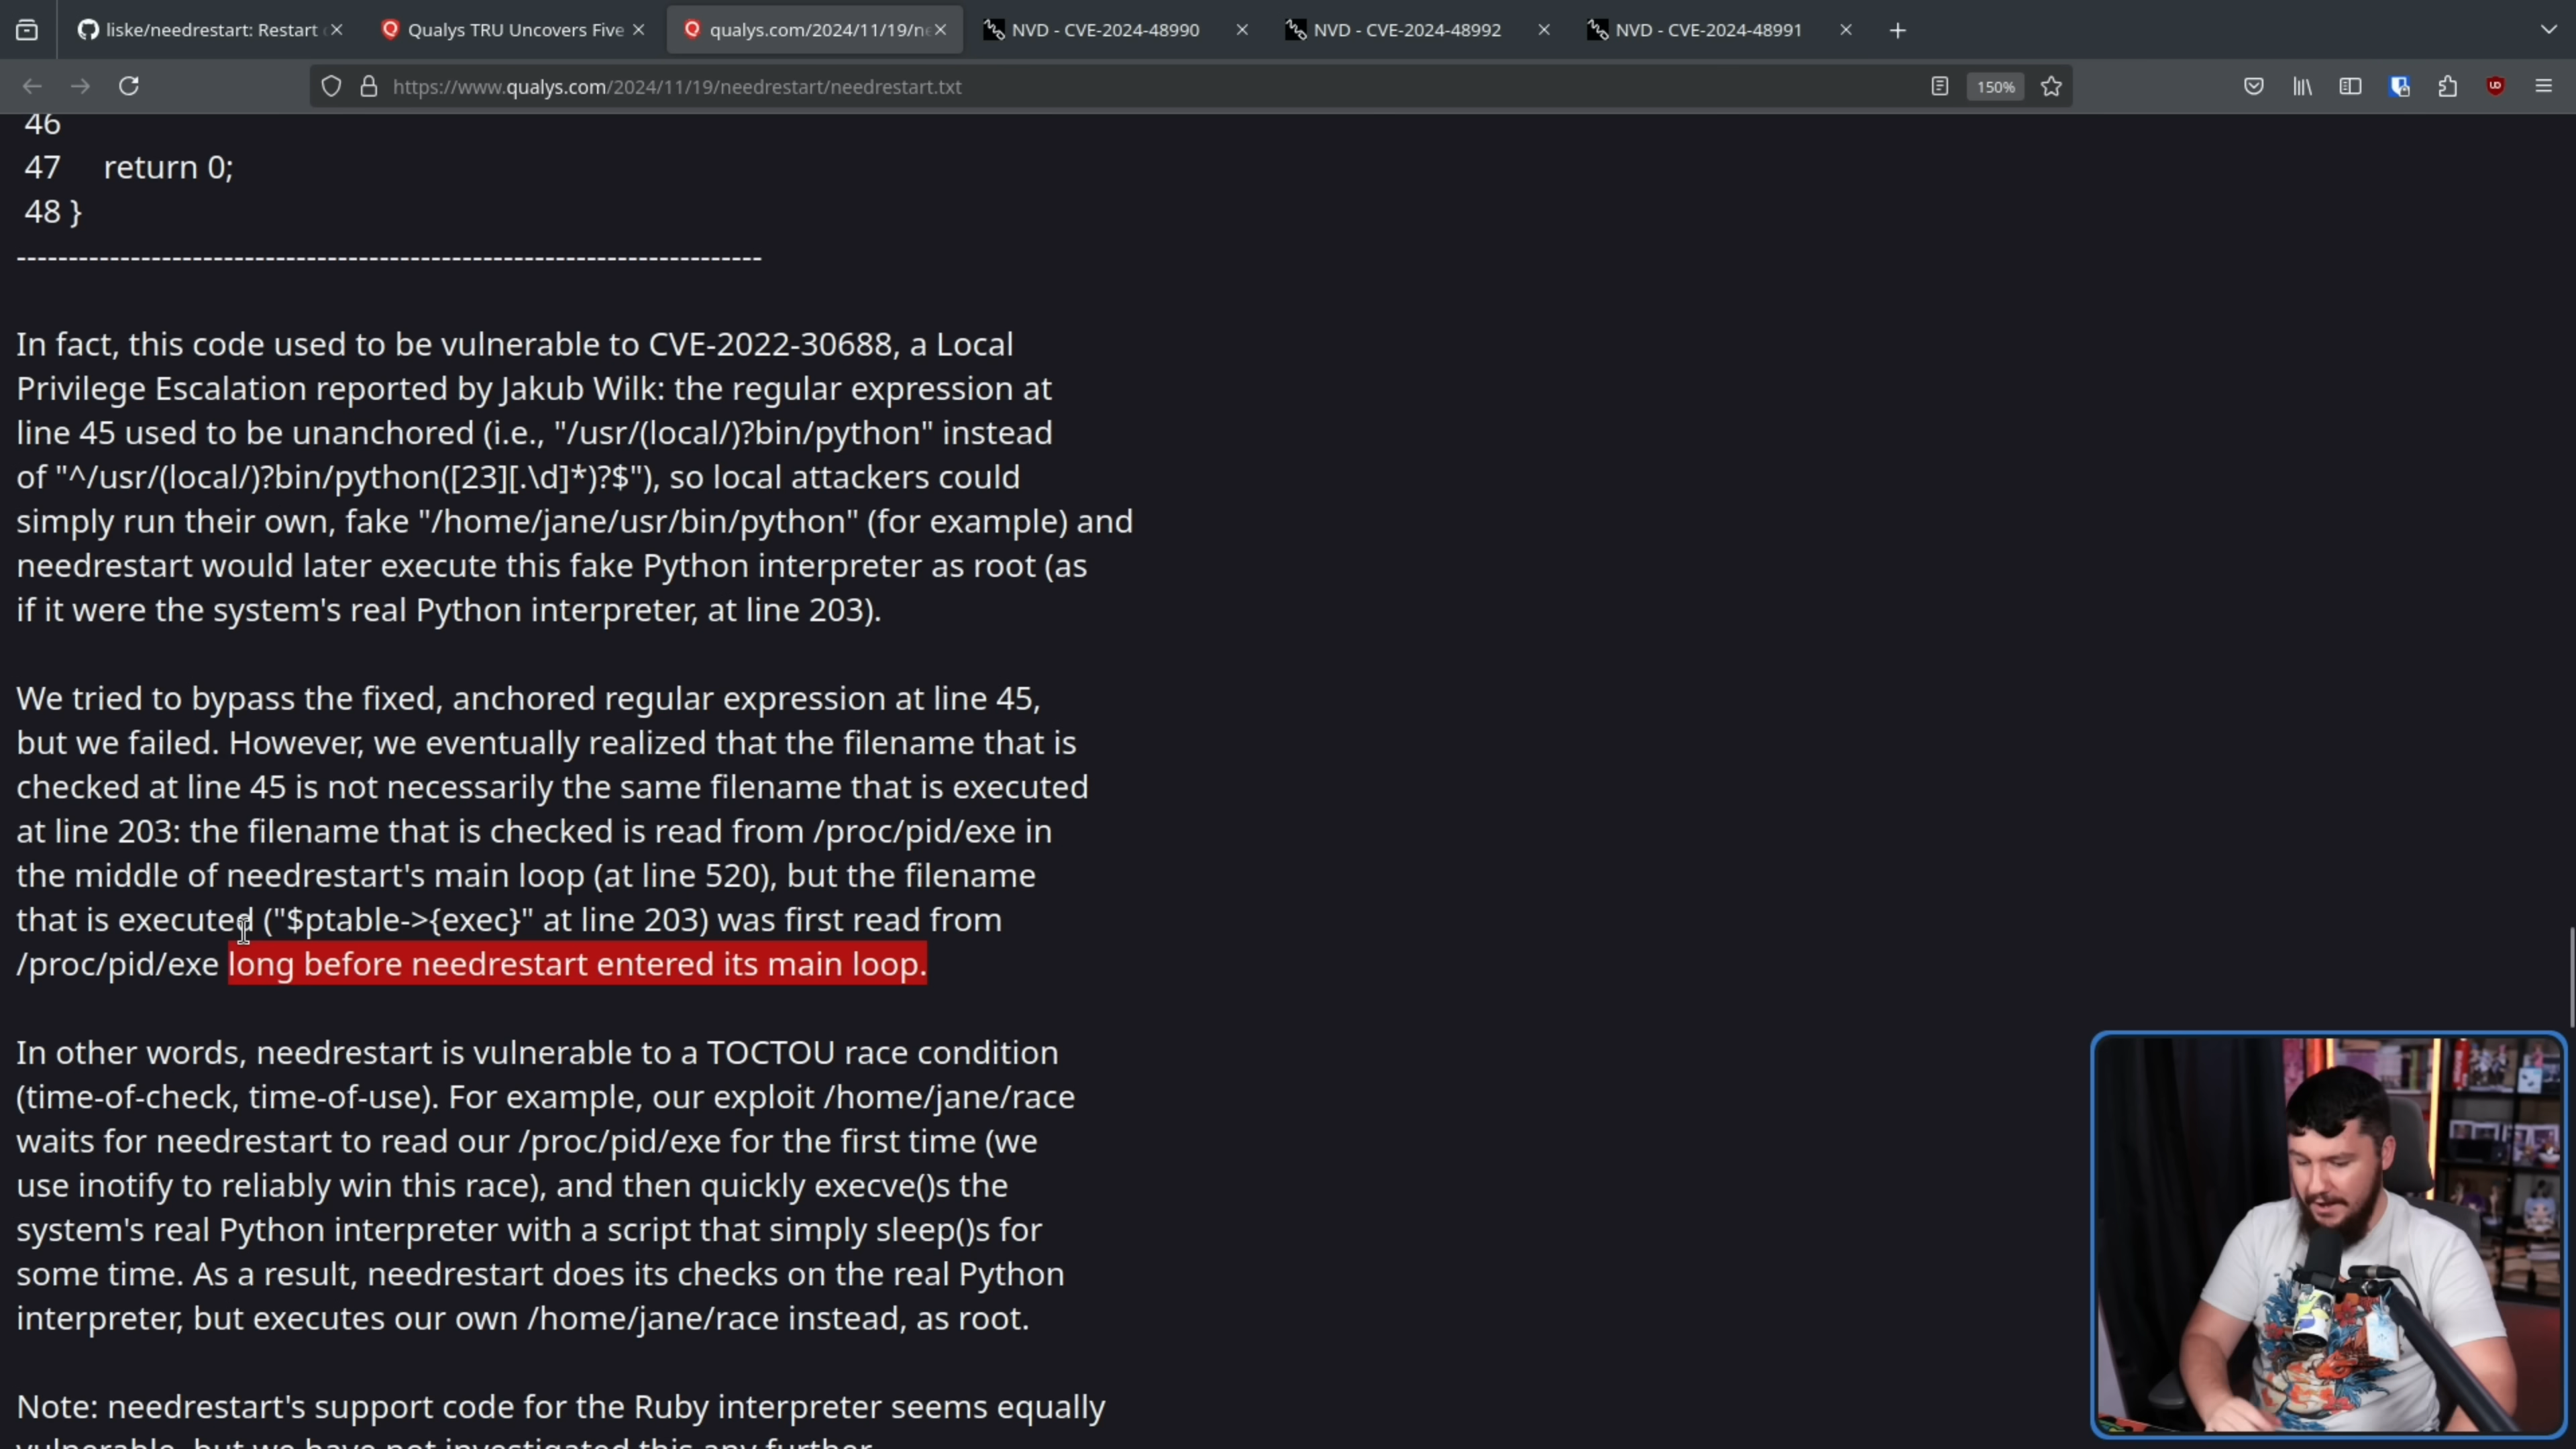 liske/needrestart: Restart
Qualys TRU Uncovers Five
qualys.com/2024/11/19/ne
NVD - CVE-2024-48990
NVD - CVE-2024-48992
NVD - CVE-2024-48991
https://www.qualys.com/2024/11/19/needrestart/needrestart.txt
150%
46
47 return 0;
48 }
------------------------------------------------------------------------
In fact, this code used to be vulnerable to CVE-2022-30688, a Local
Privilege Escalation reported by Jakub Wilk: the regular expression at
line 45 used to be unanchored (i.e., "/usr/(local/)?bin/python" instead
of "^/usr/(local/)?bin/python([23][.\d]*)?$"), so local attackers could
simply run their own, fake "/home/jane/usr/bin/python" (for example) and
needrestart would later execute this fake Python interpreter as root (as
if it were the system's real Python interpreter, at line 203).
We tried to bypass the fixed, anchored regular expression at line 45,
but we failed. However, we eventually realized that the filename that is
checked at line 45 is not necessarily the same filename that is executed
at line 203: the filename that is checked is read from /proc/pid/exe in
the middle of needrestart's main loop (at line 520), but the filename
that is executed ("$ptable->{exec}" at line 203) was first read from
/proc/pid/exe long before needrestart entered its main loop.
In other words, needrestart is vulnerable to a TOCTOU race condition
(time-of-check, time-of-use). For example, our exploit /home/jane/race
waits for needrestart to read our /proc/pid/exe for the first time (we
use inotify to reliably win this race), and then quickly execve()s the
system's real Python interpreter with a script that simply sleep()s for
some time. As a result, needrestart does its checks on the real Python
interpreter, but executes our own /home/jane/race instead, as root.
Note: needrestart's support code for the Ruby interpreter seems equally
vulnerable, but we have not investigated this any further.